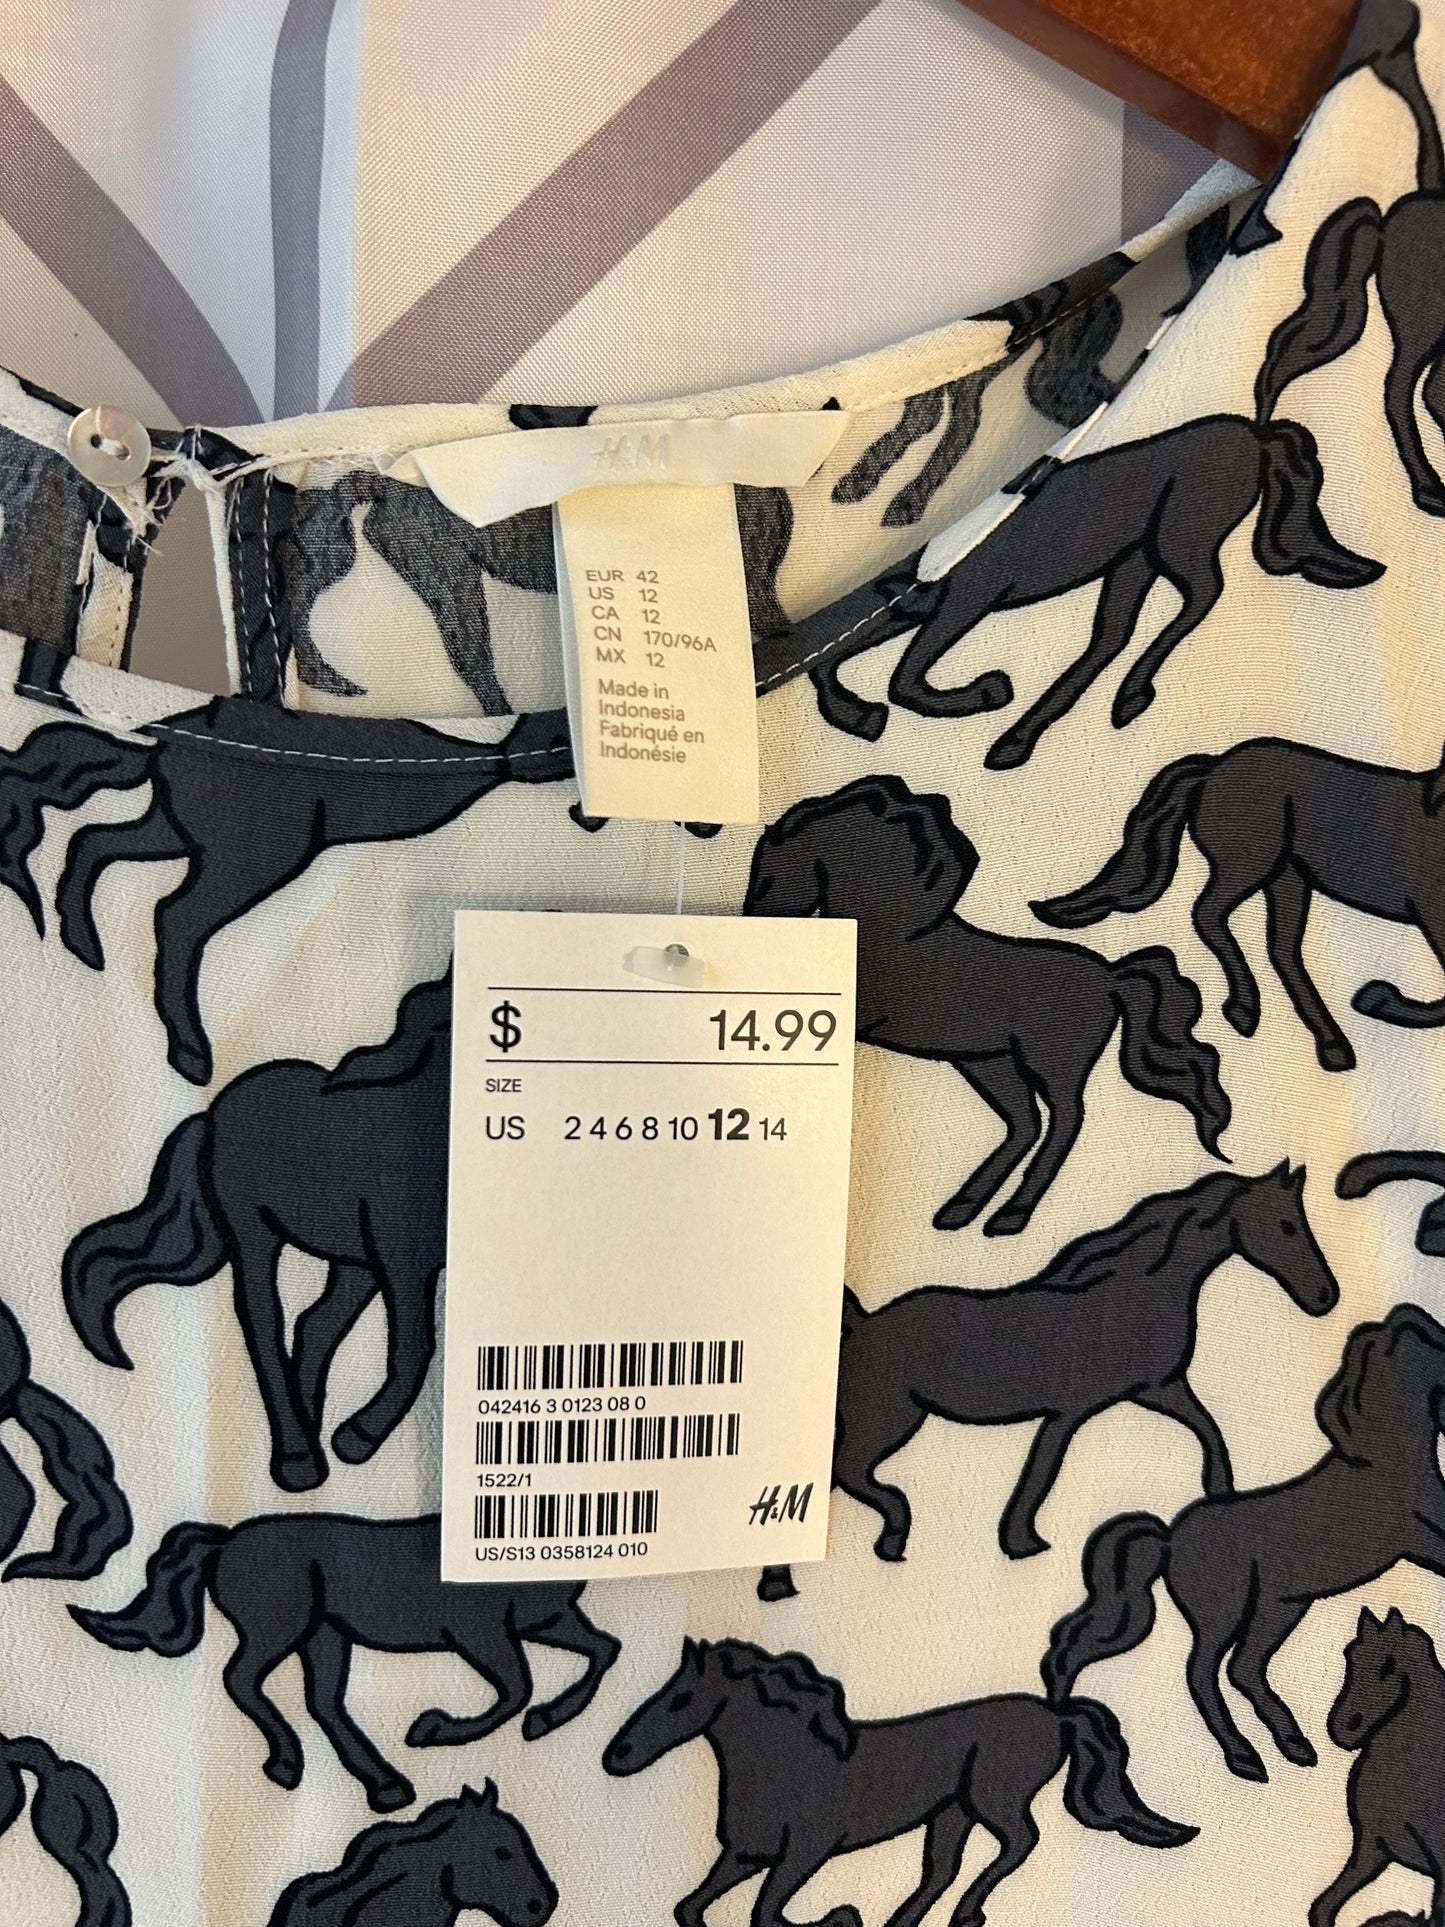 H&M
EUR 42
US 12
CA 12
CN 170/96A
MX 12
Made in
Indonesia
Fabriqué en
Indonésie
$ 14.99
SIZE
US 2 4 6 8 10 12 14
042416 3 0123 08 0
1522/1
H&M
US/S13 0358124 010